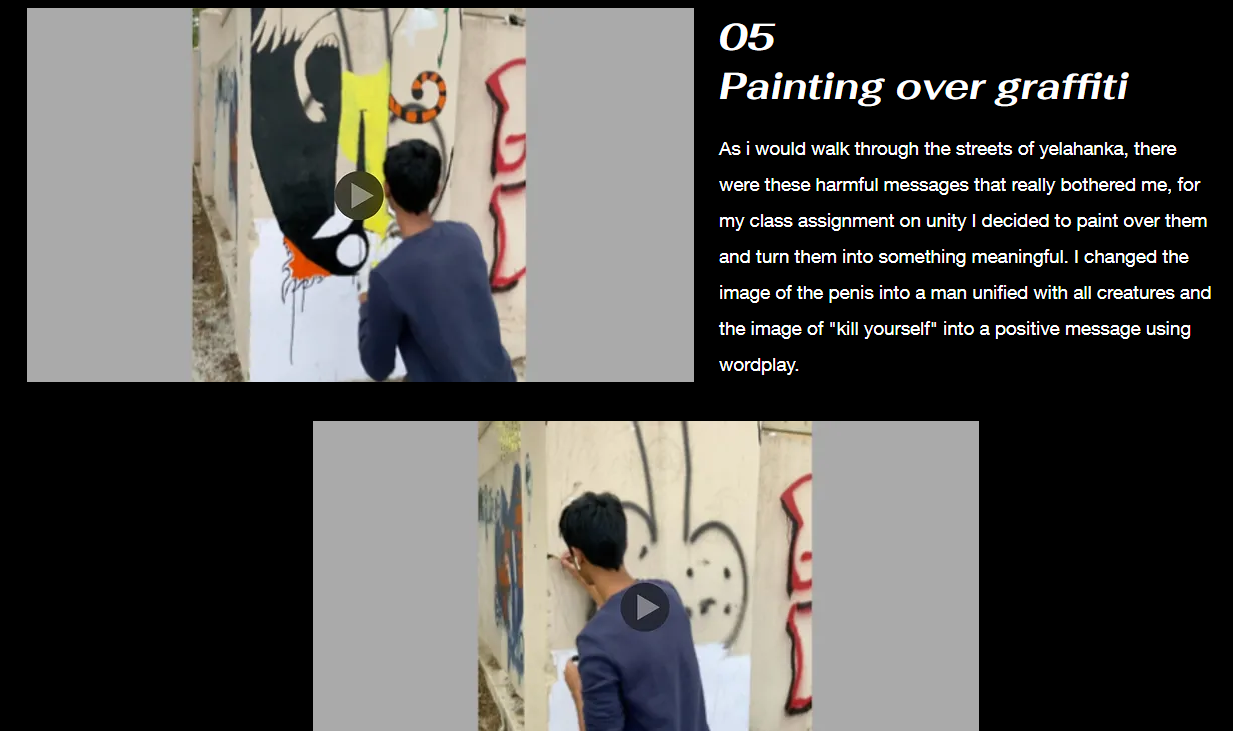 05
Painting over graffiti
As i would walk through the streets of yelahanka, there
were these harmful messages that really bothered me, for
my class assignment on unity I decided to paint over them
and turn them into something meaningful. I changed the
image of the penis into a man unified with all creatures and
the image of "kill yourself" into a positive message using
wordplay.